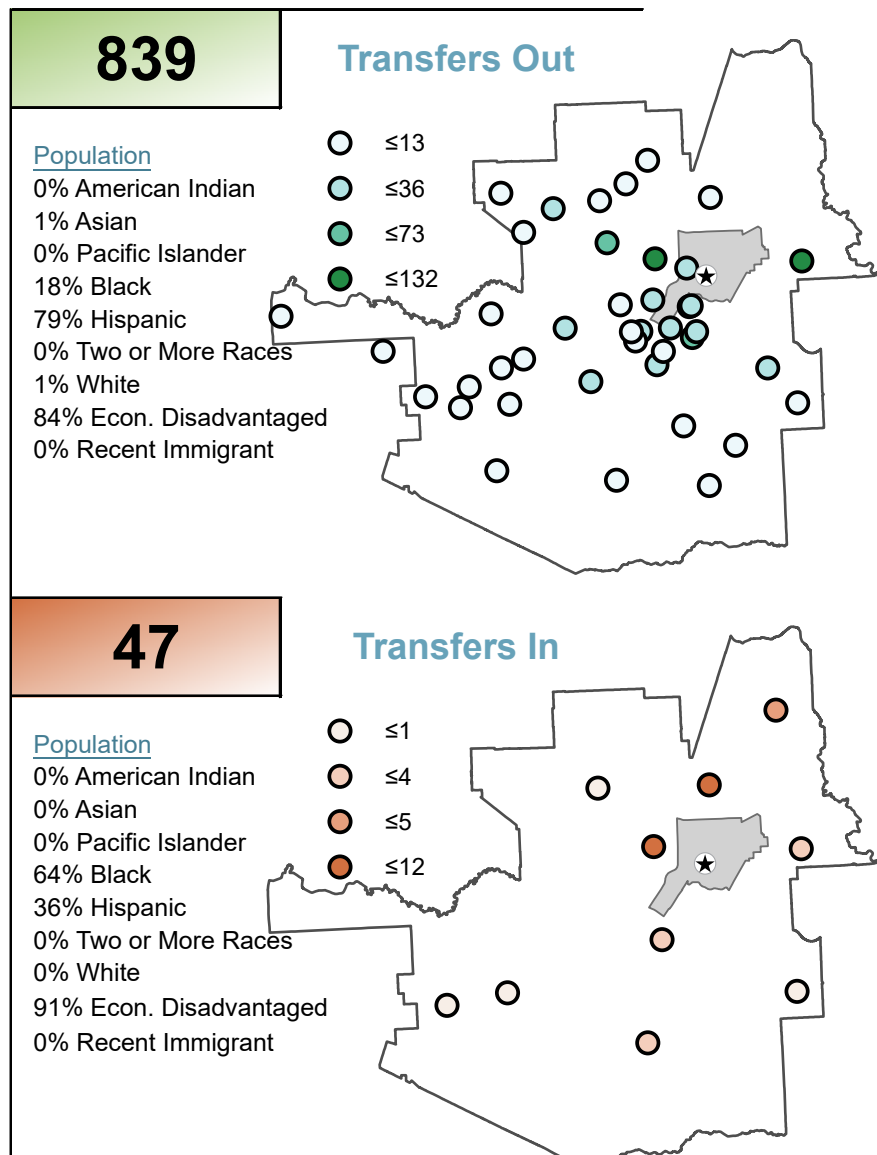 839
Transfers Out
Population
0% American Indian
1% Asian
0% Pacific Islander
18% Black
79% Hispanic
0% Two or More Races
1% White
84% Econ. Disadvantaged
0% Recent Immigrant
≤13
≤36
≤73
≤132
47
Transfers In
Population
0% American Indian
0% Asian
0% Pacific Islander
64% Black
36% Hispanic
0% Two or More Races
0% White
91% Econ. Disadvantaged
0% Recent Immigrant
≤1
≤4
≤5
≤12